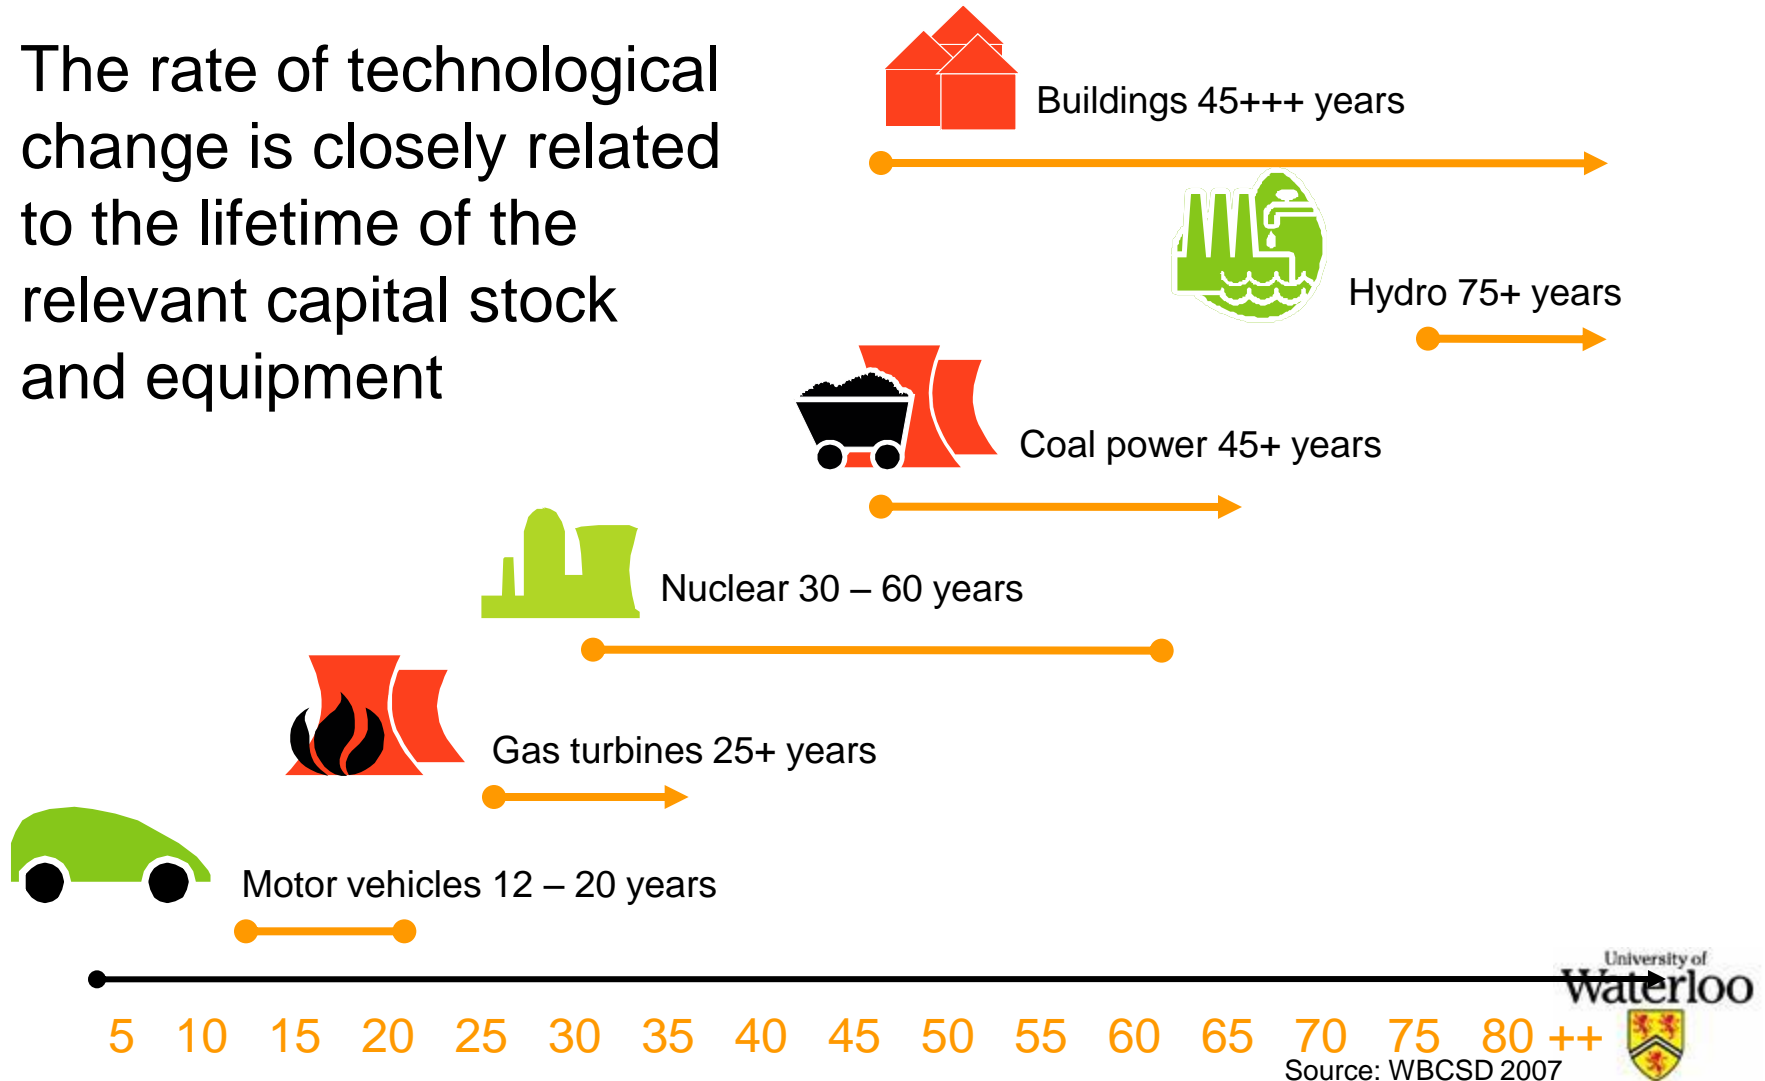 The rate of technological
change is closely related
to the lifetime of the
relevant capital stock
and equipment
Buildings 45+++ years
Hydro 75+ years
Coal power 45+ years
Nuclear 30 – 60 years
Gas turbines 25+ years
Motor vehicles 12 – 20 years
5 10 15 20 25 30 35 40 45 50 55 60 65 70 75 80 ++
University of
Waterloo
Source: WBCSD 2007